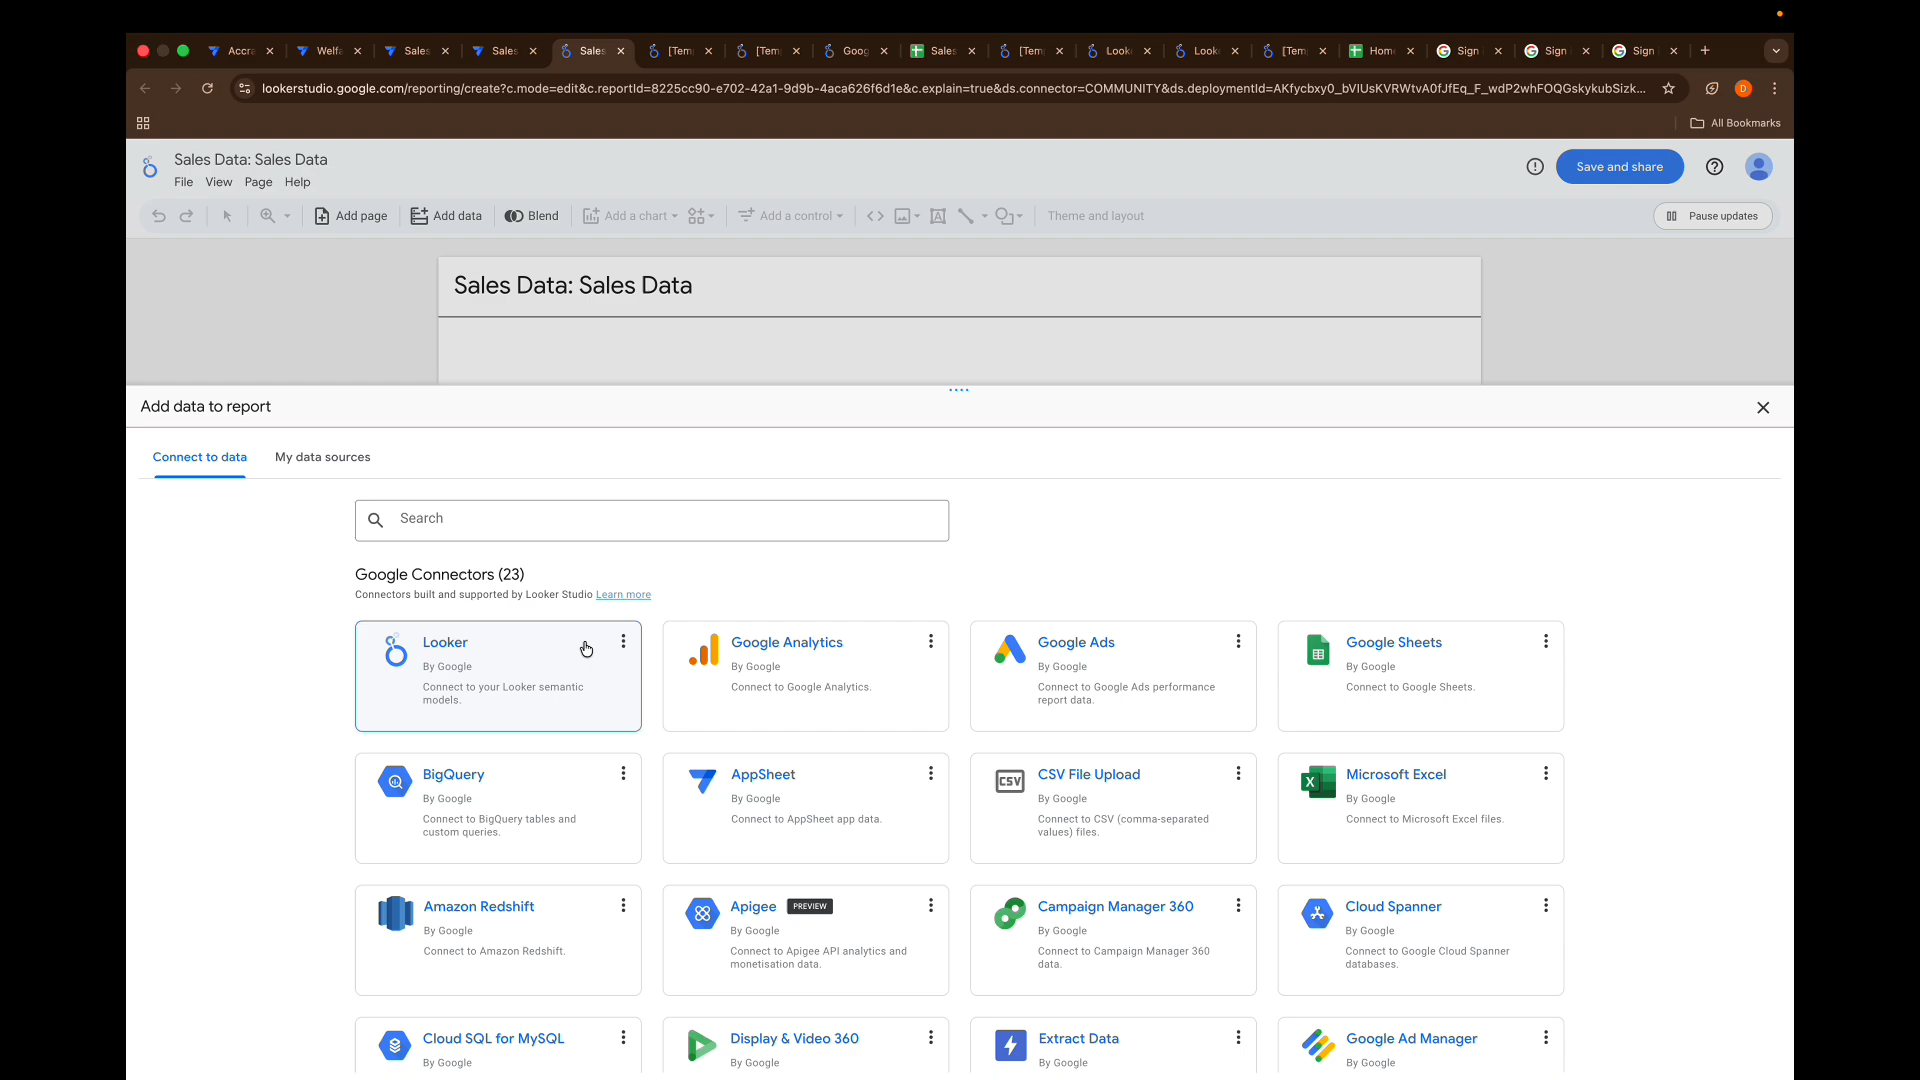 Accra
Welfa
Sales
Sales
Sales
[Tem
[Tem
Goog
Sales
[Tem
Look
Look
[Tem
Hom
Sign
Sign
Sign
lookerstudio.google.com/reporting/create?c.mode=edit&c.reportId=8225cc90-e702-42a1-9d9b-4aca626f6d1e&c.explain=true&ds.connector=COMMUNITY&ds.deploymentId=AKfycbxy0_bVIUsKVRWtvA0fJfEq_F_wdP2whFOQGskykubSizk...
D
All Bookmarks
Sales Data: Sales Data
File View Page Help
Save and share
Add page
Add data
Blend
Add a chart
Add a control
Theme and layout
Pause updates
Sales Data: Sales Data
Add data to report
Connect to data
My data sources
Search
Google Connectors (23)
Connectors built and supported by Looker Studio Learn more
Looker
By Google
Connect to your Looker semantic
models.
Google Analytics
By Google
Connect to Google Analytics.
Google Ads
By Google
Connect to Google Ads performance
report data.
Google Sheets
By Google
Connect to Google Sheets.
BigQuery
By Google
Connect to BigQuery tables and
custom queries.
AppSheet
By Google
Connect to AppSheet app data.
CSV
CSV File Upload
By Google
Connect to CSV (comma-separated
values) files.
X
Microsoft Excel
By Google
Connect to Microsoft Excel files.
Amazon Redshift
By Google
Connect to Amazon Redshift.
Apigee PREVIEW
By Google
Connect to Apigee API analytics and
monetisation data.
Campaign Manager 360
By Google
Connect to Campaign Manager 360
data.
Cloud Spanner
By Google
Connect to Google Cloud Spanner
databases.
Cloud SQL for MySQL
By Google
Display & Video 360
By Google
Extract Data
By Google
Google Ad Manager
By Google